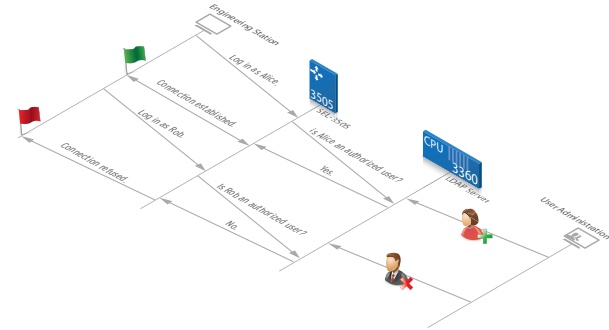 Engineering Station
Log in as Alice.
3505
SEL-3505
Connection established.
Log in as Rob.
is Alice an authorized user?
CPU
3360
LDAP Server
Connection refused.
Yes.
Is Rob an authorized user?
User Administration
No.